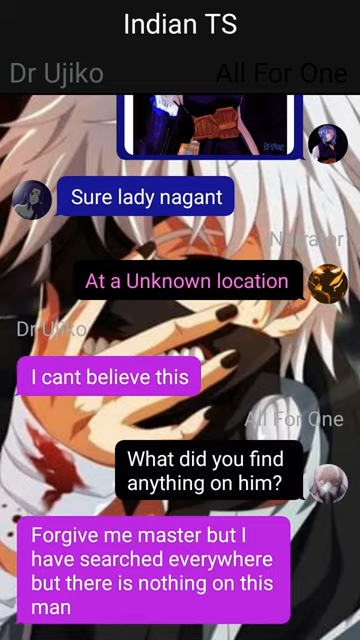 Indian TS
Dr Ujiko
All For One
Sure lady nagant
Narrator
At a Unknown location
Dr Ujiko
I cant believe this
All For One
What did you find
anything on him?
Forgive me master but I
have searched everywhere
but there is nothing on this
man